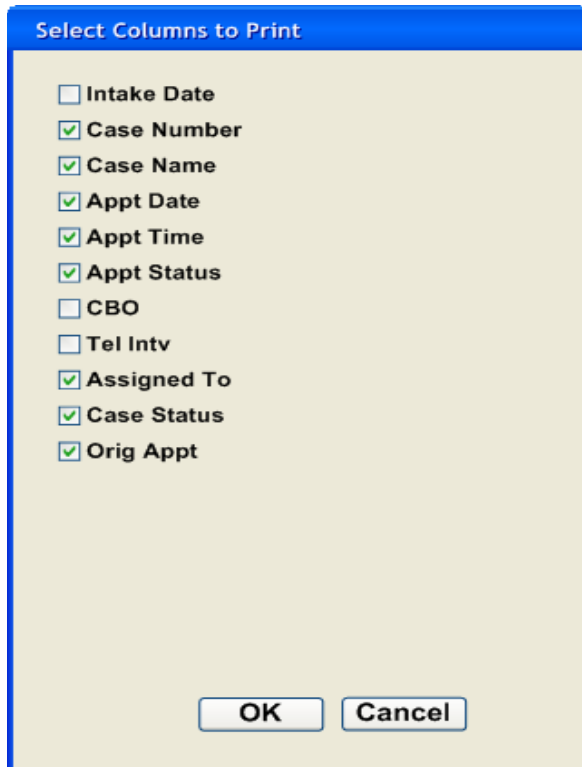 Select Columns to Print
Intake Date
Case Number
Case Name
Appt Date
Appt Time
Appt Status
CBO
Tel Intv
Assigned To
Case Status
Orig Appt
OK Cancel